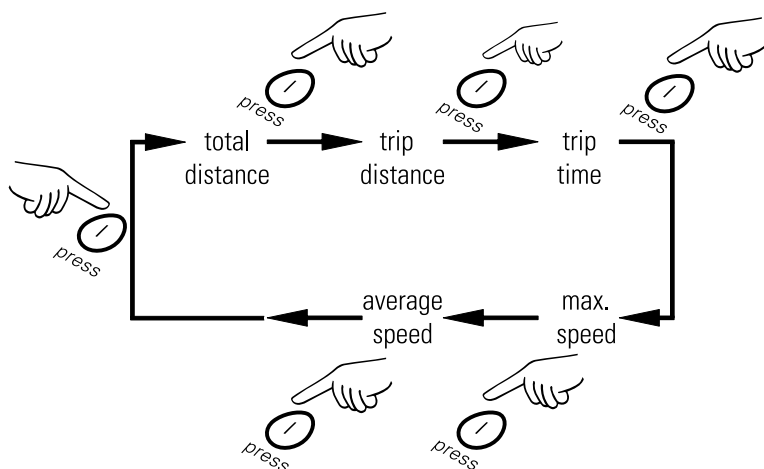 press
press
press
total distance
trip distance
trip time
press
average speed
max. speed
press
press